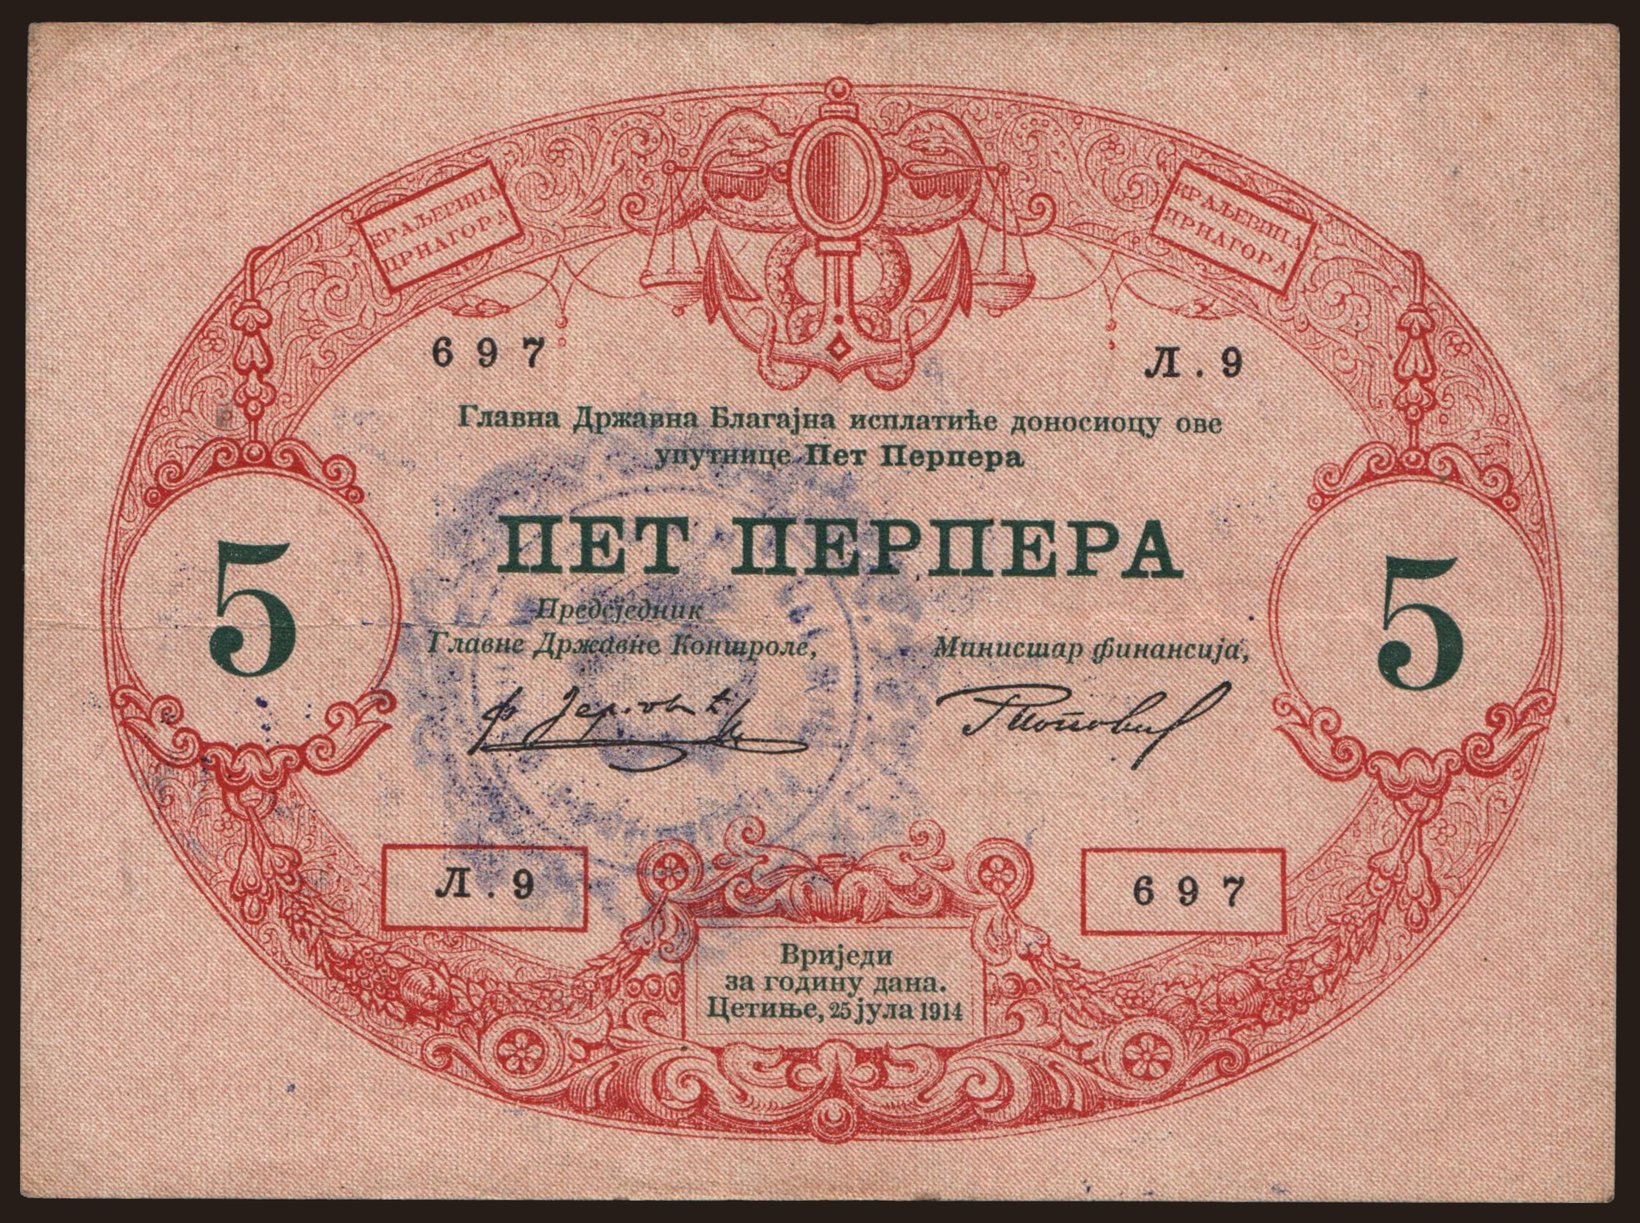 КРАЉЕВИНА
ЦРНАГОРА
КРАЉЕВИНА
ЦРНАГОРА
697
Л.9
Главна Државна Благајна исплатиће доносиоцу ове
упутнице Пет Перпера
ПЕТ ПЕРПЕРА
5
5
Предсједник
Главне Државне Контроле,
Министар финансија,
Л.9
697
Вриједи
за годину дана.
Цетиње, 25 јула 1914